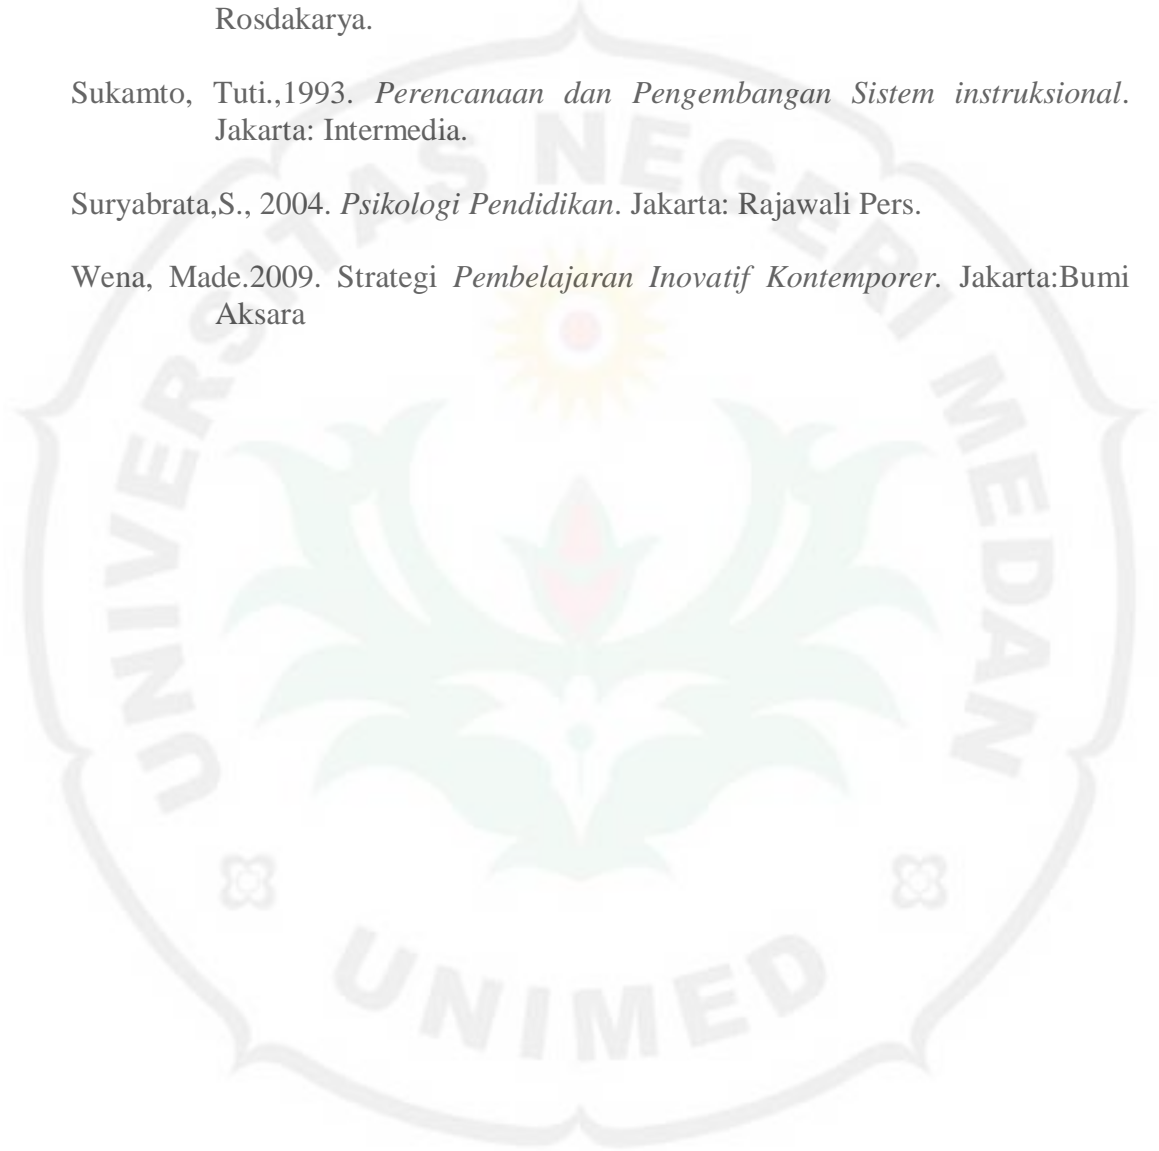 Rosdakarya.
Sukamto, Tuti.,1993. Perencanaan dan Pengembangan Sistem instruksional.
Jakarta: Intermedia.
Suryabrata,S., 2004. Psikologi Pendidikan. Jakarta: Rajawali Pers.
Wena, Made.2009. Strategi Pembelajaran Inovatif Kontemporer. Jakarta:Bumi
Aksara
UNIVERSITAS NEGERI MEDAN
UNIMED